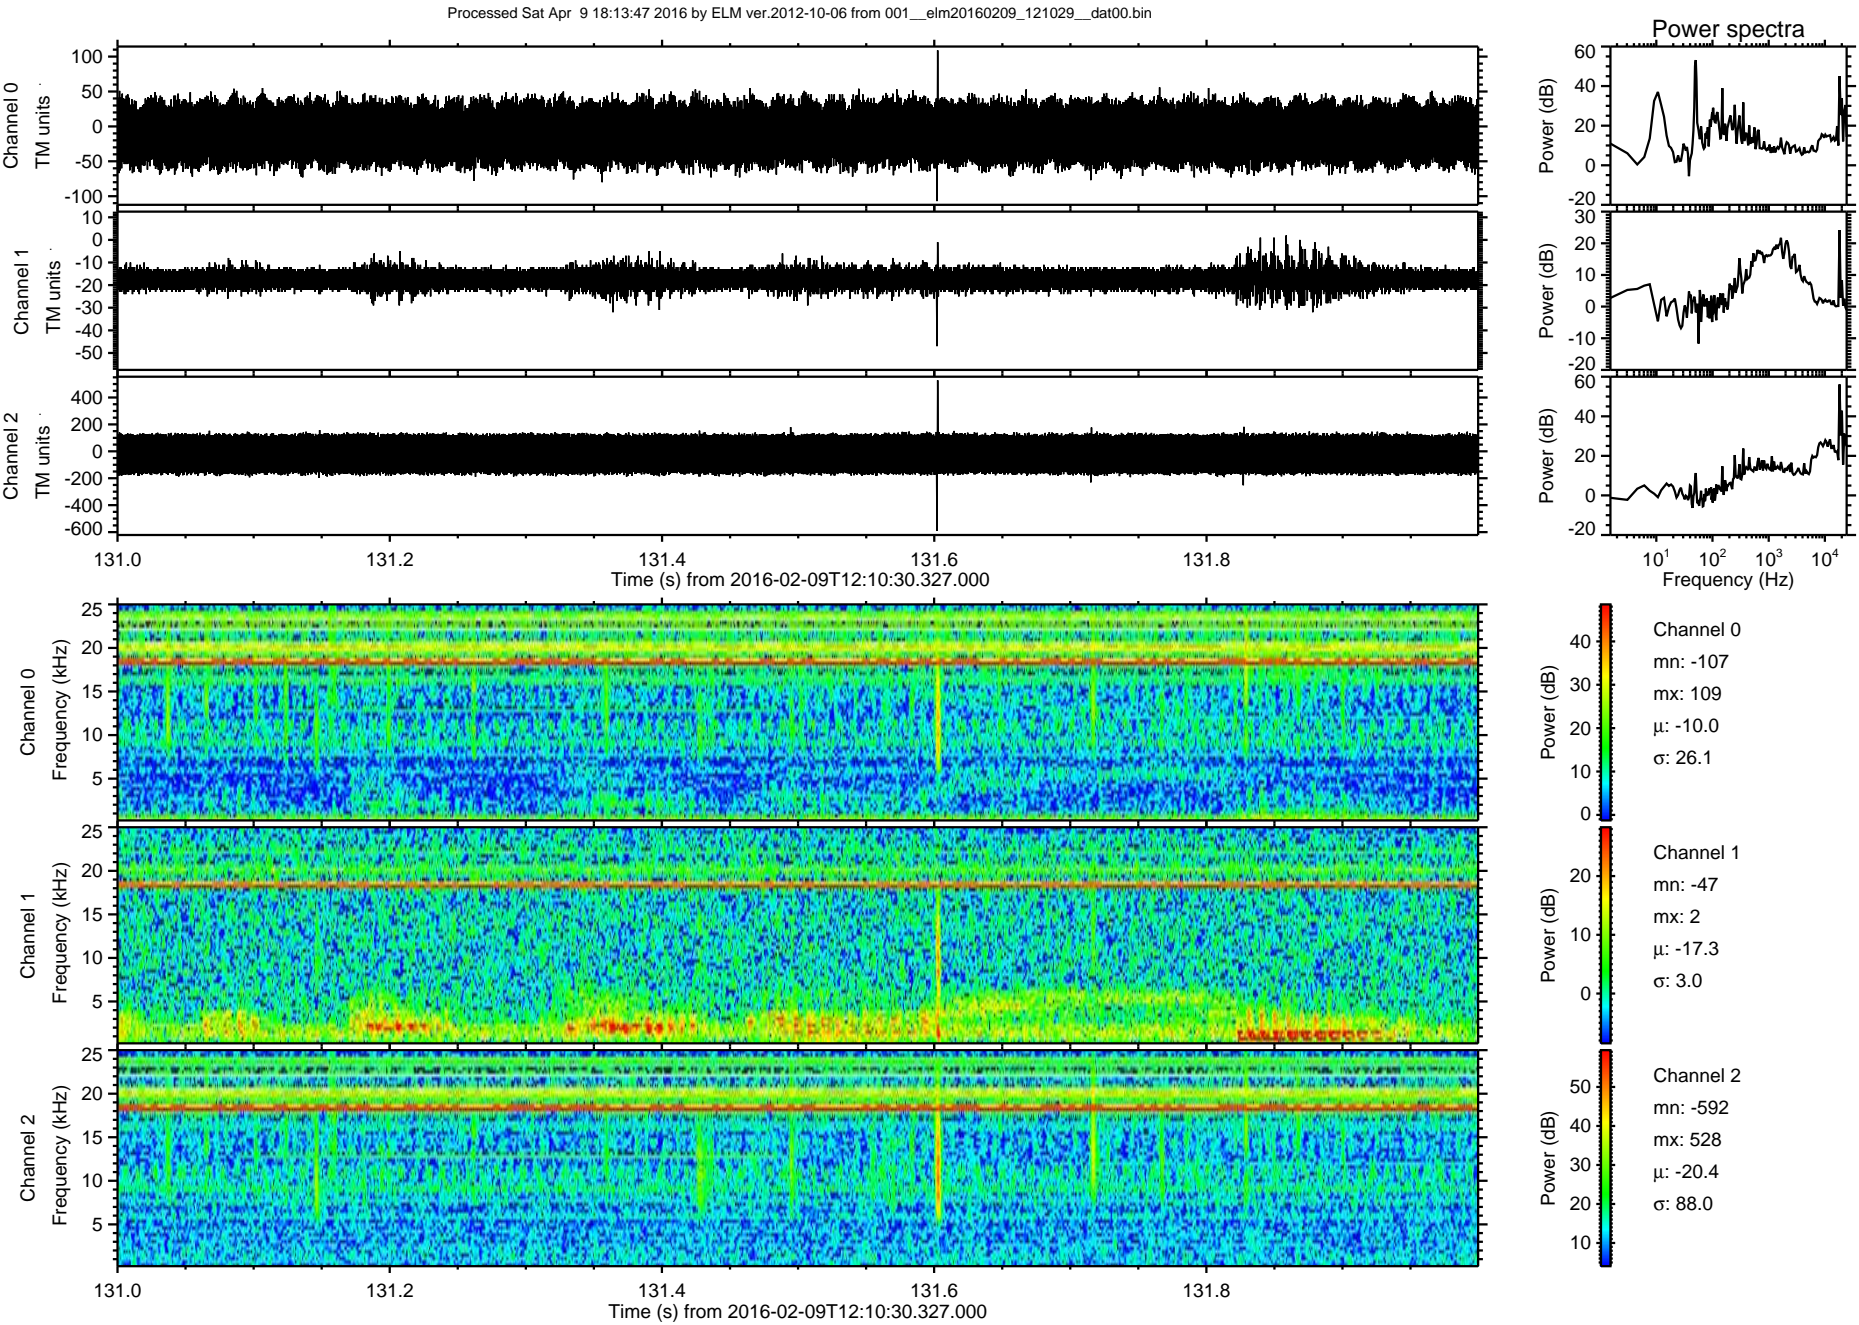 Processed Sat Apr  9 18:13:47 2016 by ELM ver.2012-10-06 from 001__elm20160209_121029__dat00.bin
Power spectra
Channel 0
TM units
100
50
0
-50
-100
Power (dB)
60
40
20
0
-20
Channel 1
TM units
10
0
-10
-20
-30
-40
-50
Power (dB)
30
20
10
0
-10
-20
Channel 2
TM units
400
200
0
-200
-400
-600
Power (dB)
60
40
20
0
-20
131.0 131.2 131.4 131.6 131.8
Time (s) from 2016-02-09T12:10:30.327.000
10¹ 10² 10³ 10⁴
Frequency (Hz)
Channel 0
Frequency (kHz)
25
20
15
10
5
Power (dB)
40
30
20
10
0
Channel 0
mn: -107
mx: 109
μ: -10.0
σ: 26.1
Channel 1
Frequency (kHz)
25
20
15
10
5
Power (dB)
20
10
0
Channel 1
mn: -47
mx: 2
μ: -17.3
σ: 3.0
Channel 2
Frequency (kHz)
25
20
15
10
5
Power (dB)
50
40
30
20
10
Channel 2
mn: -592
mx: 528
μ: -20.4
σ: 88.0
131.0 131.2 131.4 131.6 131.8
Time (s) from 2016-02-09T12:10:30.327.000